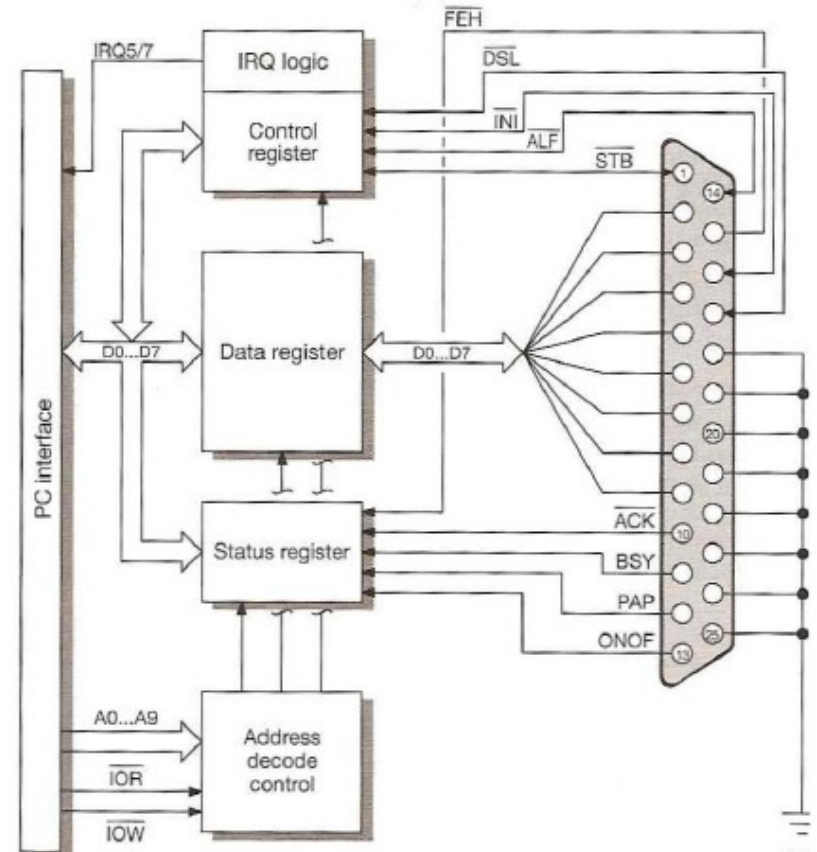 FEH
IRQ5/7
IRQ logic
DSL
INI
Control
register
ALF
STB
1
14
D0...D7
Data register
D0...D7
20
PC interface
ACK
10
Status register
BSY
PAP
25
ONOF
13
A0...A9
Address
decode
control
IOR
IOW